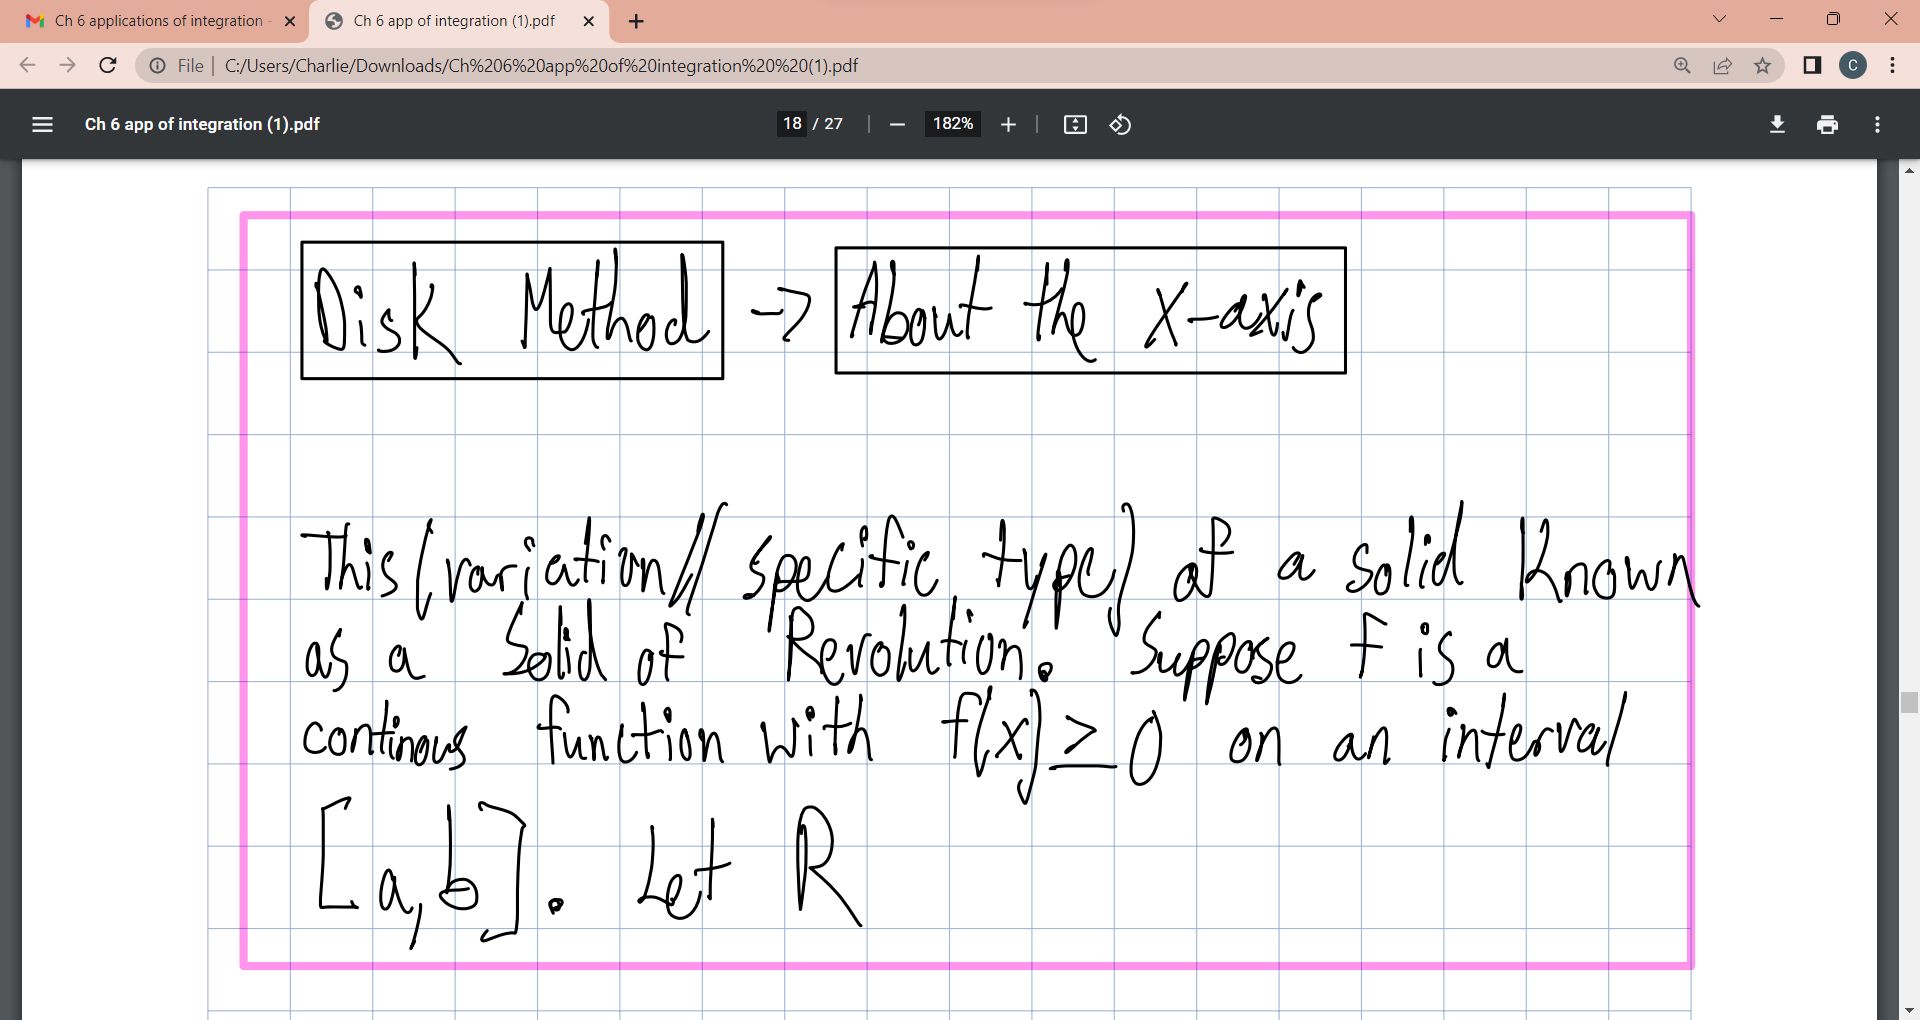 Ch 6 applications of integration
Ch 6 app of integration (1).pdf
File | C:/Users/Charlie/Downloads/Ch%206%20app%20of%20integration%20%20(1).pdf
C
Ch 6 app of integration (1).pdf
18 / 27
182%
Disk Method → About the X-axis
This (variation // specific type) of a solid Known
as a Solid of Revolution. Suppose f is a
continous function with f(x) ≥ 0 on an interval
[a,b]. Let R